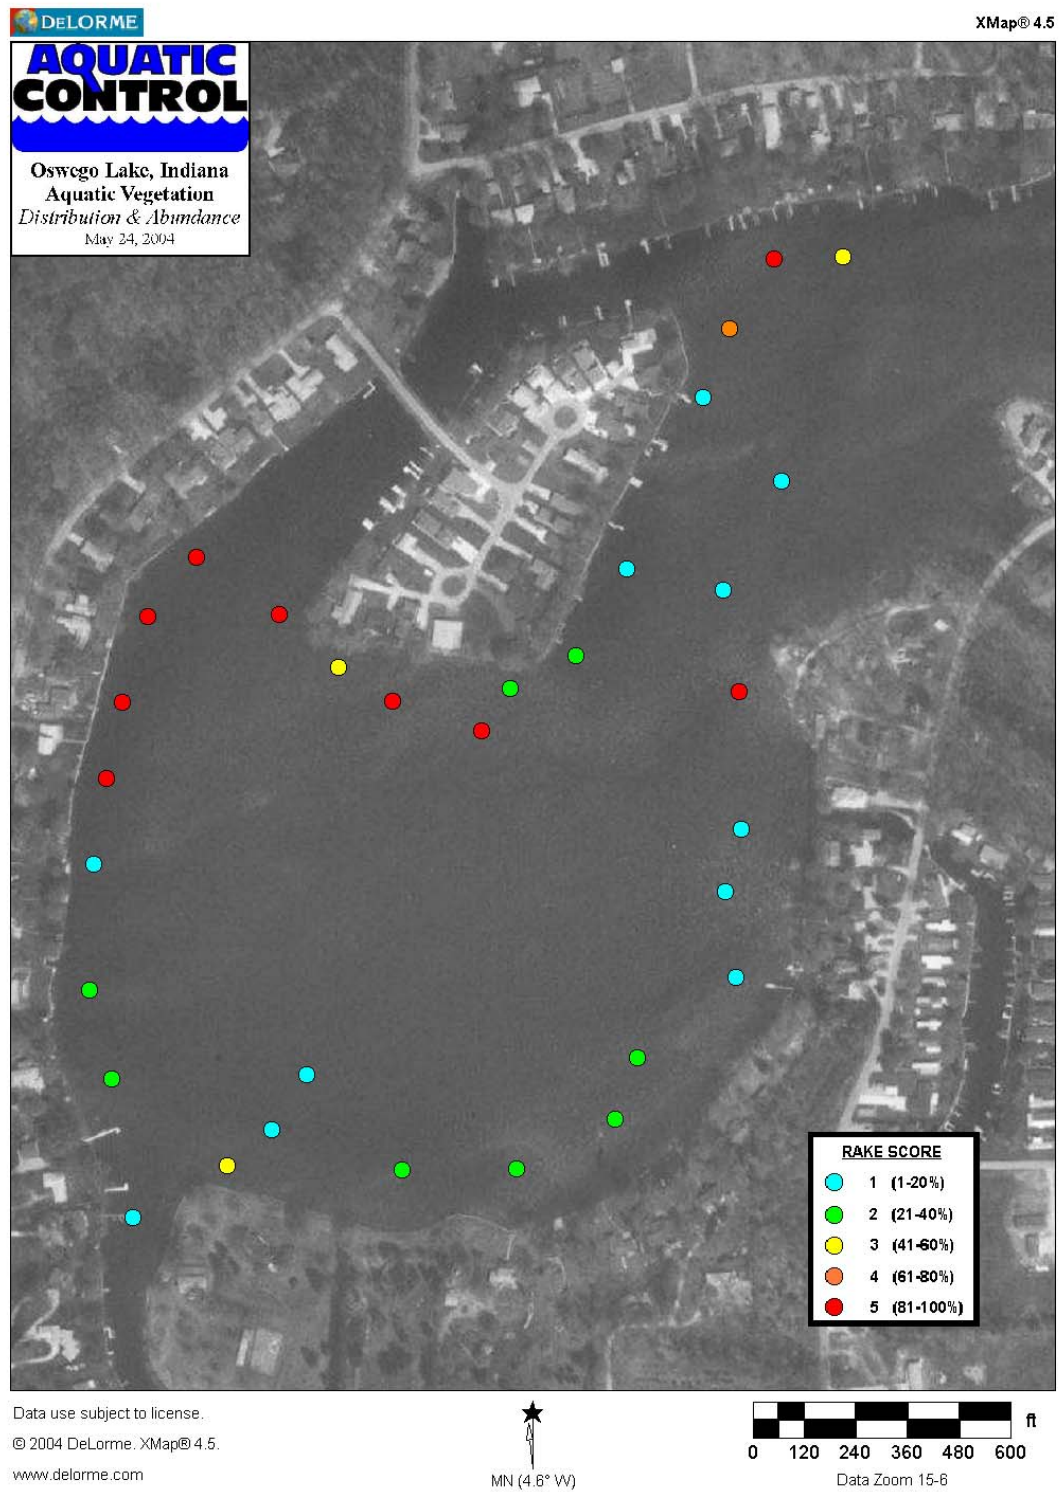 DELORME
XMap® 4.5
AQUATIC
CONTROL
Oswego Lake, Indiana
Aquatic Vegetation
Distribution & Abundance
May 24, 2004
RAKE SCORE
1 (1-20%)
2 (21-40%)
3 (41-60%)
4 (61-80%)
5 (81-100%)
Data use subject to license.
© 2004 DeLorme. XMap® 4.5.
www.delorme.com
MN (4.6° W)
ft
0 120 240 360 480 600
Data Zoom 15-6